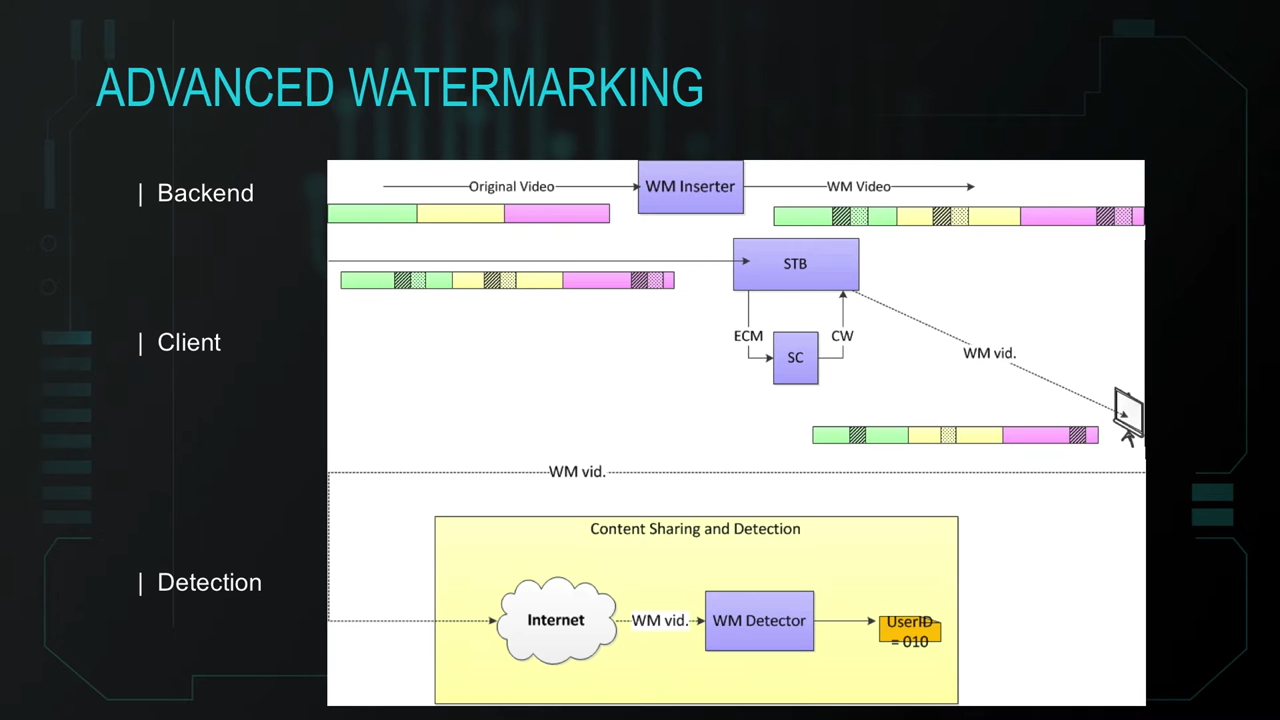 ADVANCED WATERMARKING
| Backend
Original Video
WM Inserter
WM Video
STB
ECM
CW
| Client
SC
WM vid.
WM vid.
Content Sharing and Detection
| Detection
Internet
WM vid.
WM Detector
UserID
= 010